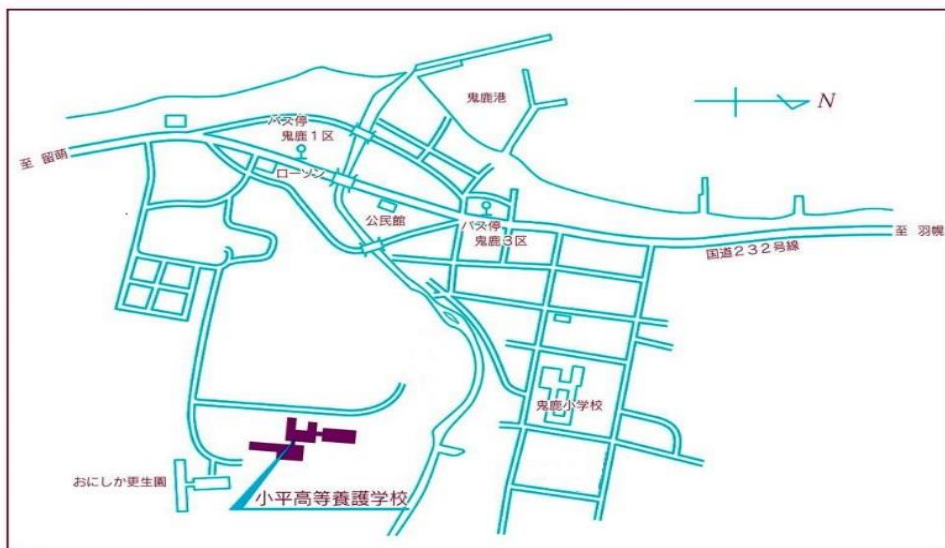 鬼鹿港
N
バス停
鬼鹿1区
至 留萌
ローソン
公民館
バス停
鬼鹿3区
国道232号線
至 羽幌
鬼鹿小学校
おにしか更生園
小平高等養護学校